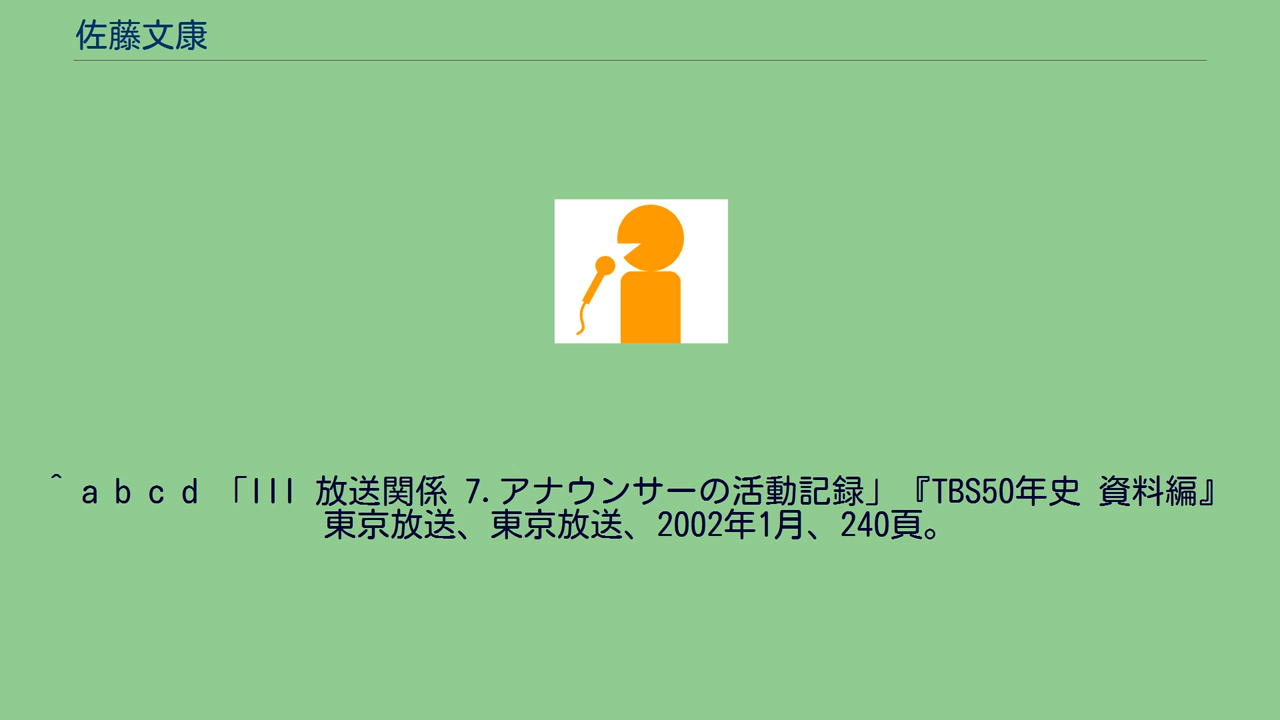 佐藤文康
^ a b c d 「III 放送関係 7.アナウンサーの活動記録」『TBS50年史 資料編』
東京放送、東京放送、2002年1月、240頁。